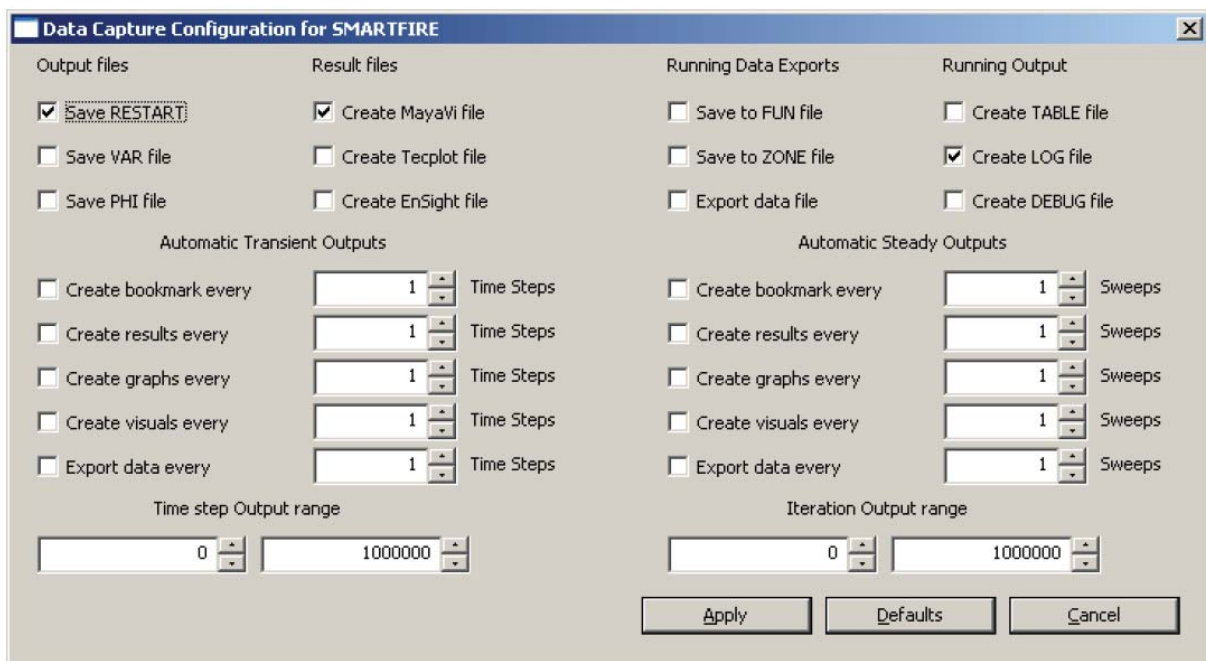 Data Capture Configuration for SMARTFIRE
Output files Result files Running Data Exports Running Output
Save RESTART Create MayaVi file Save to FUN file Create TABLE file
Save VAR file Create Tecplot file Save to ZONE file Create LOG file
Save PHI file Create EnSight file Export data file Create DEBUG file
Automatic Transient Outputs Automatic Steady Outputs
Create bookmark every 1 Time Steps Create bookmark every 1 Sweeps
Create results every 1 Time Steps Create results every 1 Sweeps
Create graphs every 1 Time Steps Create graphs every 1 Sweeps
Create visuals every 1 Time Steps Create visuals every 1 Sweeps
Export data every 1 Time Steps Export data every 1 Sweeps
Time step Output range Iteration Output range
0 1000000 0 1000000
Apply Defaults Cancel